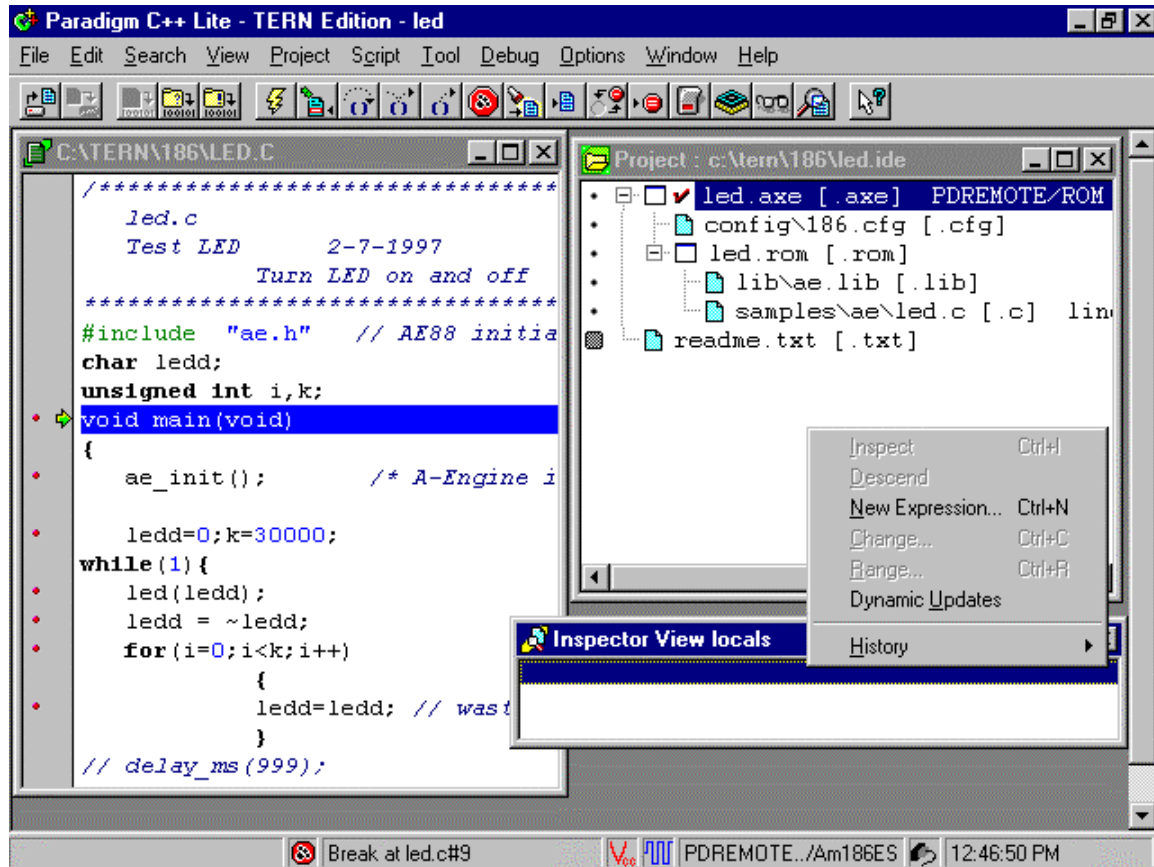 Paradigm C++ Lite - TERN Edition - led
File Edit Search View Project Script Tool Debug Options Window Help
C:\TERN\186\LED.C
/*********************************
led.c
Test LED 2-7-1997
Turn LED on and off
*********************************
#include "ae.h" // AE88 initia
char ledd;
unsigned int i,k;
void main(void)
{
ae_init(); /* A-Engine i
ledd=0;k=30000;
while(1){
led(ledd);
ledd = ~ledd;
for(i=0;i<k;i++)
{
ledd=ledd; // wast
}
// delay_ms(999);
Project : c:\tern\186\led.ide
led.axe [.axe] PDREMOTE/ROM
config\186.cfg [.cfg]
led.rom [.rom]
lib\ae.lib [.lib]
samples\ae\led.c [.c] line
readme.txt [.txt]
Inspect Ctrl+I
Descend
New Expression... Ctrl+N
Change... Ctrl+C
Range... Ctrl+R
Dynamic Updates
History
Inspector View locals
Break at led.c#9
Vcc
PDREMOTE../Am186ES
12:46:50 PM